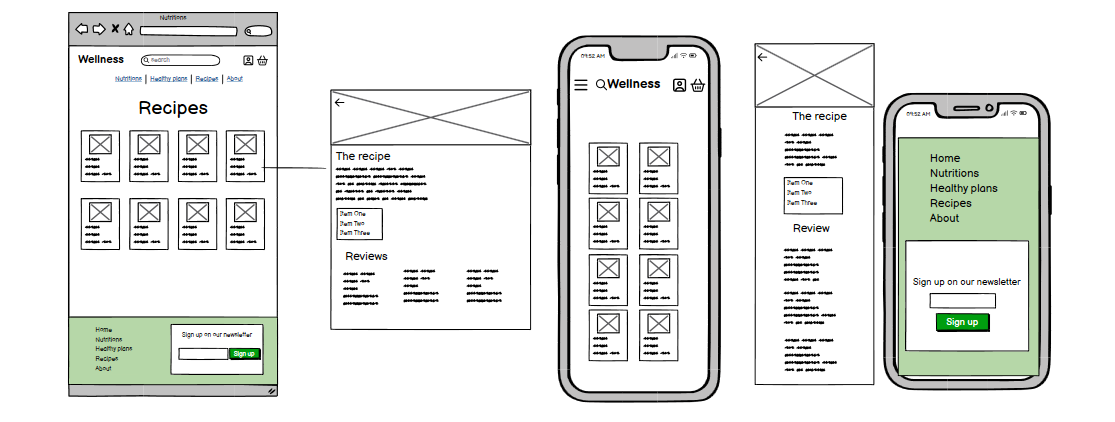 Nutritions
Wellness
Search
Nutritions | Healthy plans | Recipes | About
Recipes
Home
Nutritions
Healthy plans
Recipes
About
Sign up on our newsletter
Sign up
The recipe
Item One
Item Two
Item Three
Reviews
09:52 AM
Wellness
The recipe
Item One
Item Two
Item Three
Review
09:52 AM
Home
Nutritions
Healthy plans
Recipes
About
Sign up on our newsletter
Sign up